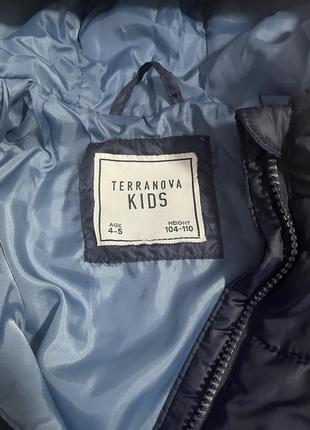 TERRANOVA
KIDS
AGE HEIGHT
4-5 104-110